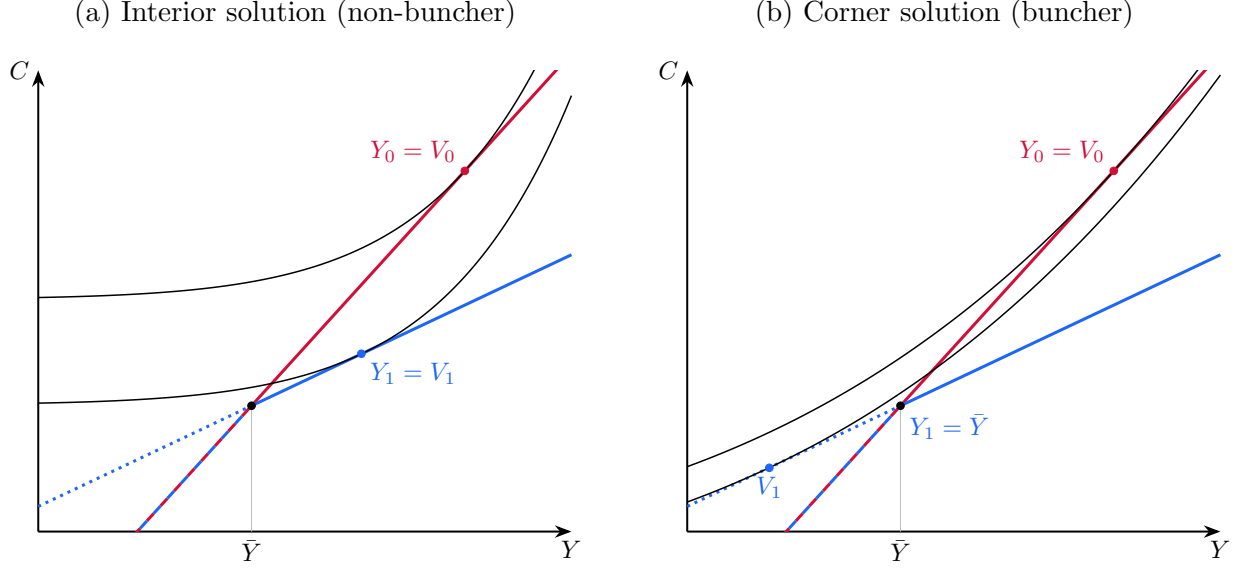 (a) Interior solution (non-buncher)
C
Y₀ = V₀
Y₁ = V₁
Ȳ
Y
(b) Corner solution (buncher)
C
Y₀ = V₀
Y₁ = Ȳ
V₁
Ȳ
Y